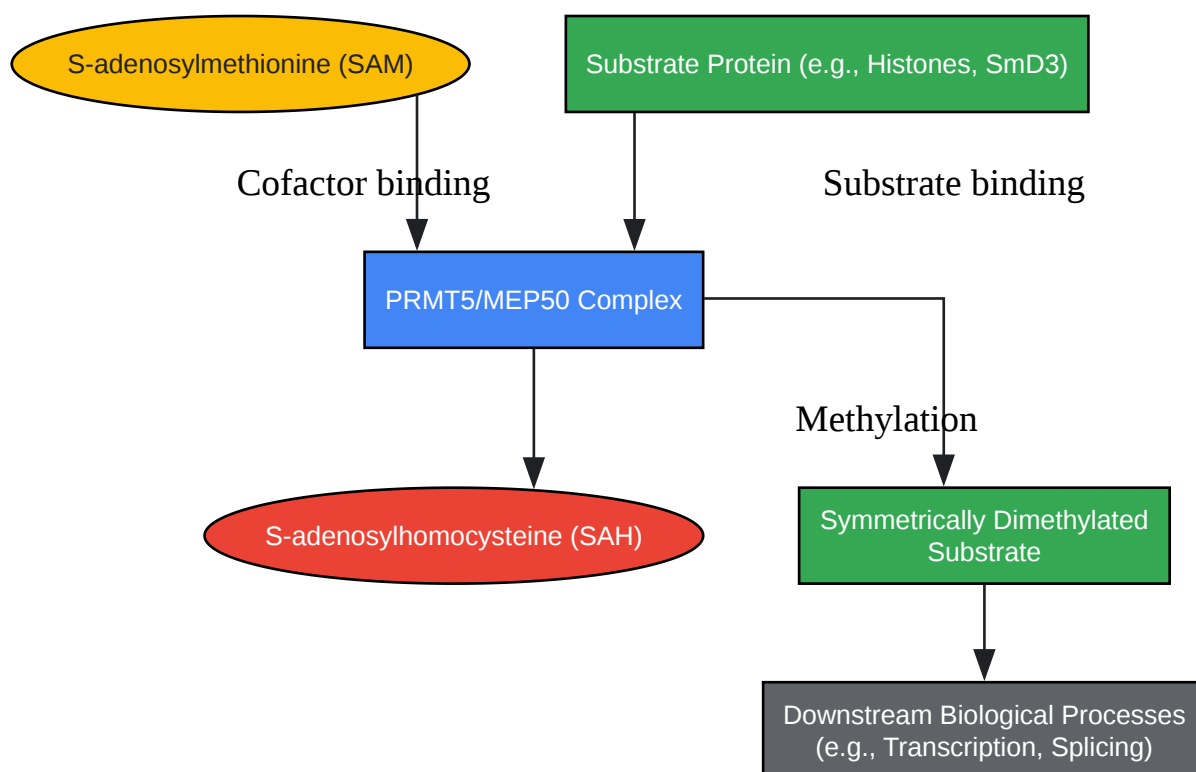 S-adenosylmethionine (SAM)
Substrate Protein (e.g., Histones, SmD3)
Cofactor binding
Substrate binding
PRMT5/MEP50 Complex
Methylation
S-adenosylhomocysteine (SAH)
Symmetrically Dimethylated
Substrate
Downstream Biological Processes
(e.g., Transcription, Splicing)